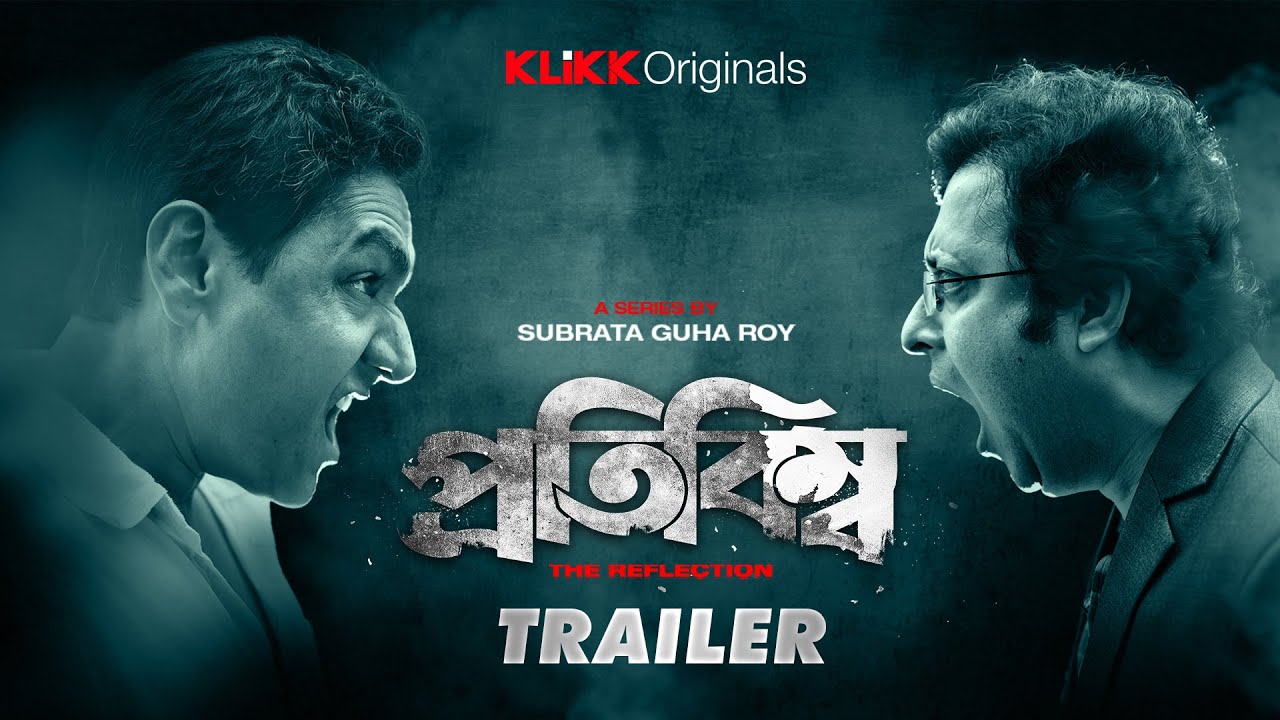 KLiKK Originals
A SERIES BY
SUBRATA GUHA ROY
প্রতিবিম্ব
THE REFLECTION
TRAILER